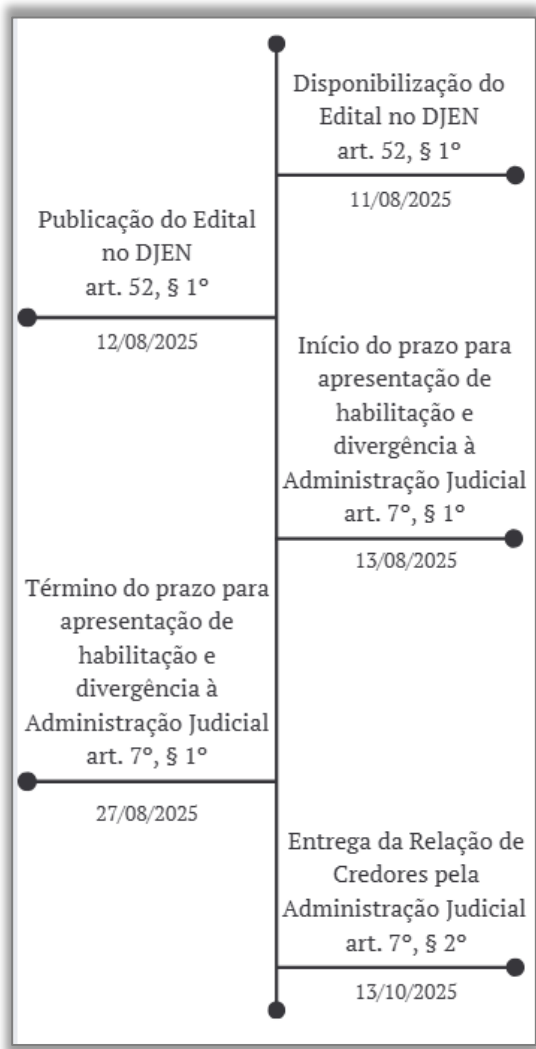 Disponibilização do
Edital no DJEN
art. 52, § 1º
11/08/2025
Publicação do Edital
no DJEN
art. 52, § 1º
12/08/2025
Início do prazo para
apresentação de
habilitação e
divergência à
Administração Judicial
art. 7º, § 1º
13/08/2025
Término do prazo para
apresentação de
habilitação e
divergência à
Administração Judicial
art. 7º, § 1º
27/08/2025
Entrega da Relação de
Credores pela
Administração Judicial
art. 7º, § 2º
13/10/2025